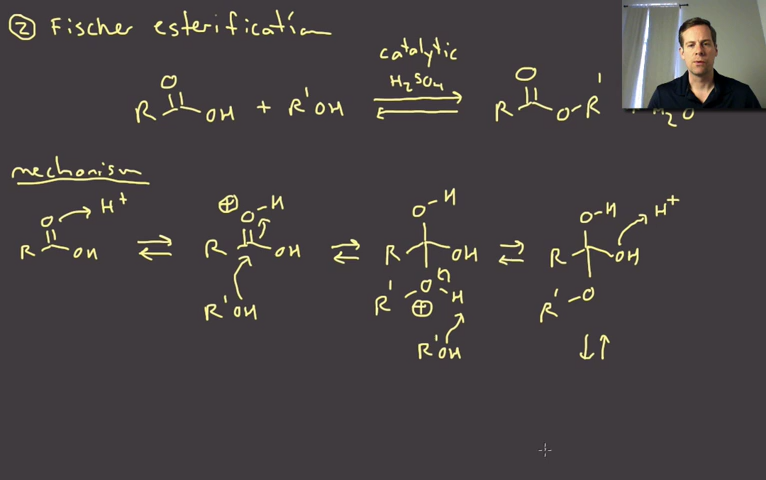 ② Fischer esterification
catalytic
H₂SO₄
O O
R OH + R'OH ⇌ R O-R' + H₂O
mechanism
O H⁺ ⊕ O-H O-H O-H H⁺
R OH ⇌ R OH ⇌ R OH ⇌ R OH
R'OH R' O H R'-O
⊕
R'OH ↓↑